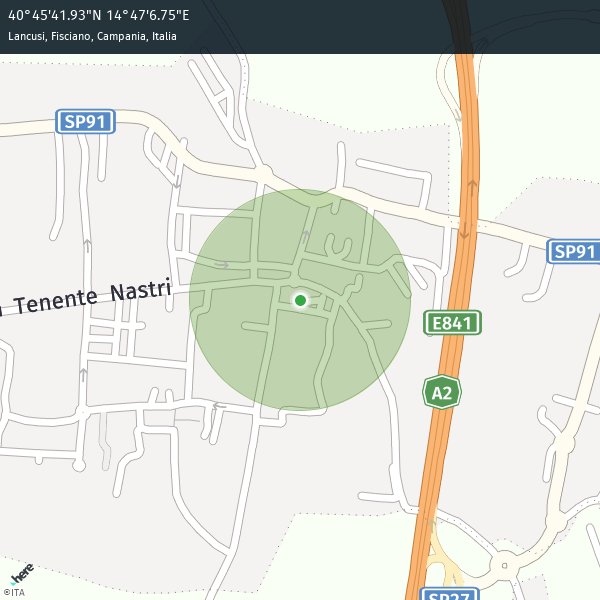 40°45'41.93"N 14°47'6.75"E
Lancusi, Fisciano, Campania, Italia
SP91
SP91
Tenente Nastri
E841
A2
SP27
here
©ITA